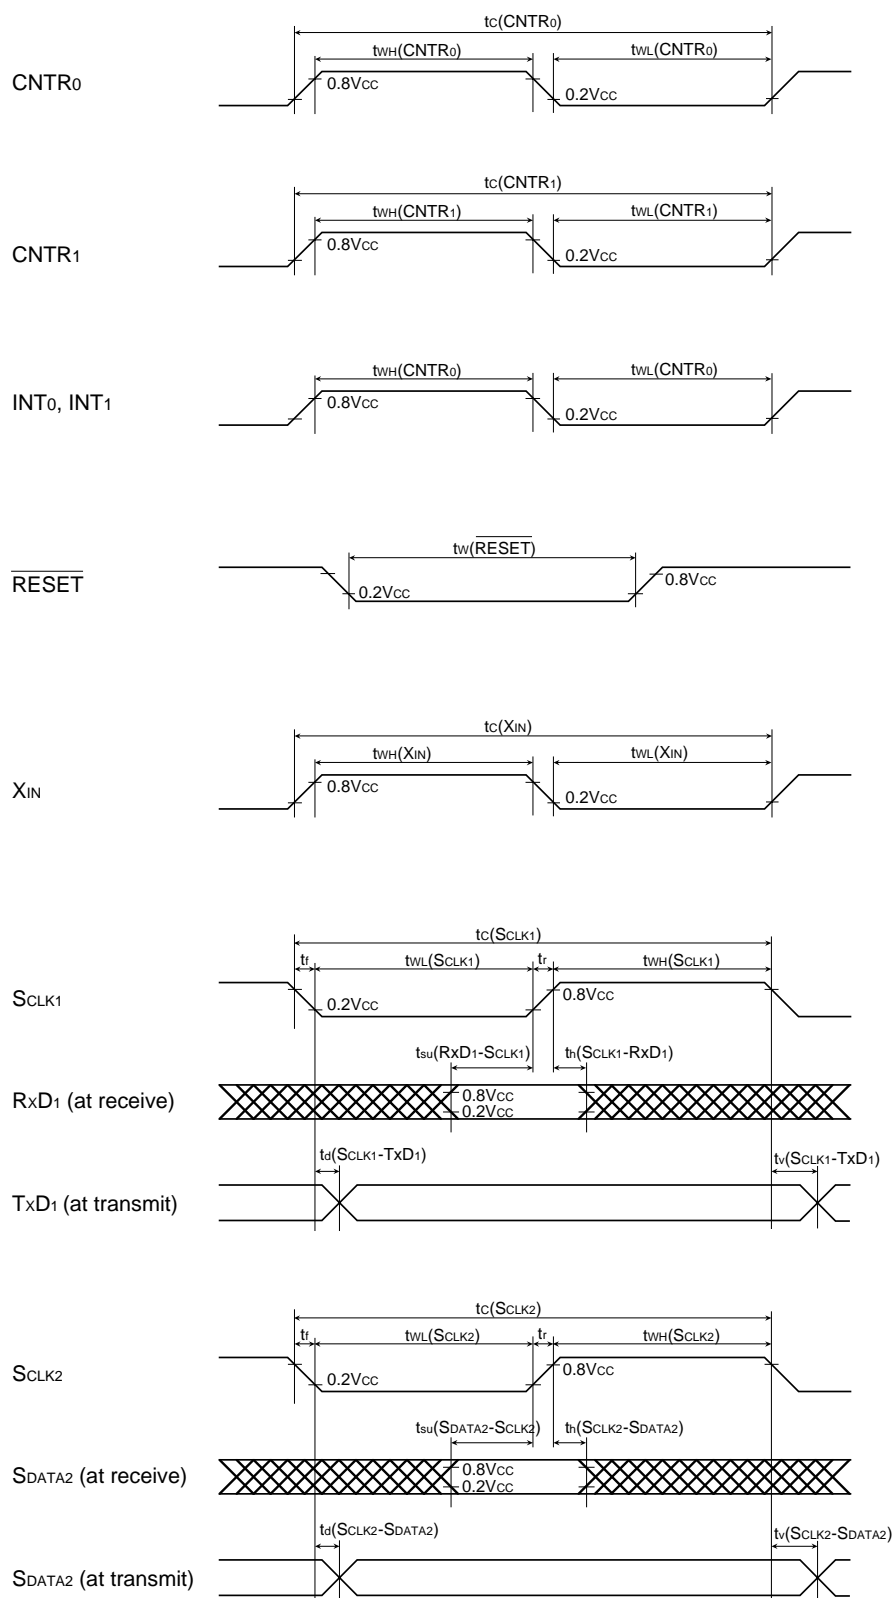 tC(CNTR0)
tWH(CNTR0) tWL(CNTR0)
CNTR0 0.8VCC 0.2VCC
tC(CNTR1)
tWH(CNTR1) tWL(CNTR1)
CNTR1 0.8VCC 0.2VCC
tWH(CNTR0) tWL(CNTR0)
INT0, INT1 0.8VCC 0.2VCC
tW(RESET)
RESET 0.2VCC 0.8VCC
tC(XIN)
tWH(XIN) tWL(XIN)
XIN 0.8VCC 0.2VCC
tC(SCLK1)
tf tWL(SCLK1) tr tWH(SCLK1)
SCLK1 0.2VCC 0.8VCC
tsu(RxD1-SCLK1) th(SCLK1-RxD1)
RXD1 (at receive) 0.8VCC
0.2VCC
td(SCLK1-TxD1) tv(SCLK1-TxD1)
TXD1 (at transmit)
tC(SCLK2)
tf tWL(SCLK2) tr tWH(SCLK2)
SCLK2 0.2VCC 0.8VCC
tsu(SDATA2-SCLK2) th(SCLK2-SDATA2)
SDATA2 (at receive) 0.8VCC
0.2VCC
td(SCLK2-SDATA2) tv(SCLK2-SDATA2)
SDATA2 (at transmit)